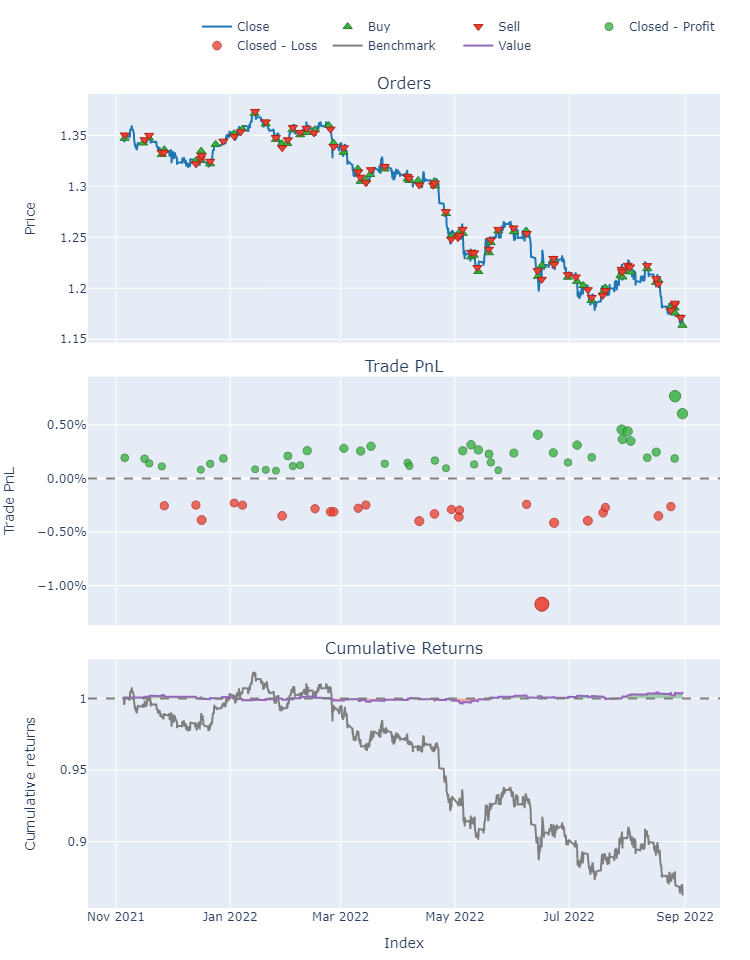 Close Buy Sell Closed - Profit
Closed - Loss Benchmark Value
Orders
1.35
1.3
1.25
1.2
1.15
Price
Trade PnL
0.50%
0.00%
−0.50%
−1.00%
Trade PnL
Cumulative Returns
1
0.95
0.9
Cumulative returns
Nov 2021 Jan 2022 Mar 2022 May 2022 Jul 2022 Sep 2022
Index